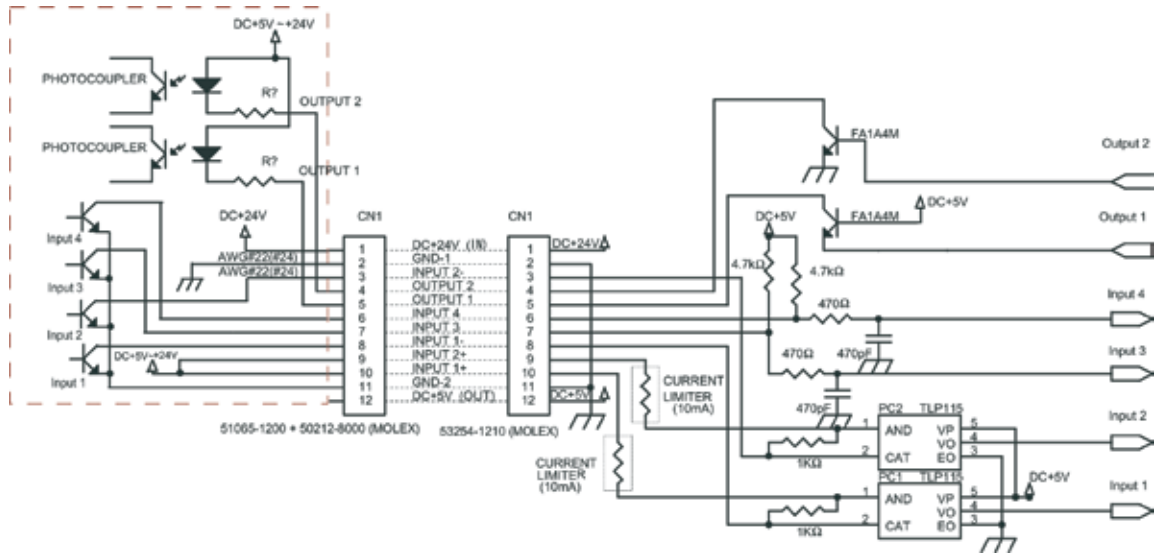 DC+5V~+24V
PHOTOCOUPLER
R?
OUTPUT 2
PHOTOCOUPLER
R?
OUTPUT 1
Input 4
Input 3
Input 2
Input 1
DC+24V
AWG#22(#24)
AWG#22(#24)
DC+5V~+24V
CN1
1
2
3
4
5
6
7
8
9
10
11
12
DC+24V (IN)
GND-1
INPUT 2-
OUTPUT 2
OUTPUT 1
INPUT 4
INPUT 3
INPUT 1-
INPUT 2+
INPUT 1+
GND-2
DC+5V (OUT)
CN1
1
2
3
4
5
6
7
8
9
10
11
12
DC+24V
DC+5V
51065-1200 + 50212-8000 (MOLEX)
53254-1210 (MOLEX)
FA1A4M
Output 2
DC+5V
FA1A4M
DC+5V
Output 1
4.7kΩ
4.7kΩ
470Ω
Input 4
470Ω
470pF
Input 3
470pF
CURRENT
LIMITER
(10mA)
CURRENT
LIMITER
(10mA)
PC2 TLP115
1 AND VP 5
VO 4
2 CAT EO 3
1KΩ
Input 2
PC1 TLP115
DC+5V
1 AND VP 5
VO 4
2 CAT EO 3
1KΩ
Input 1